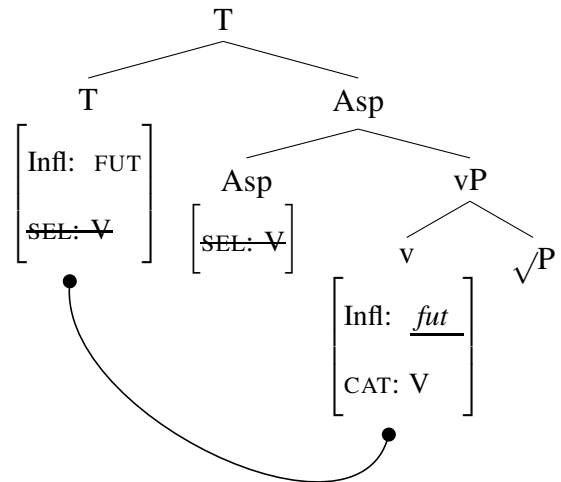 T
T Asp
Infl: FUT
SEL: V
Asp vP
SEL: V
v √P
Infl: fut
CAT: V